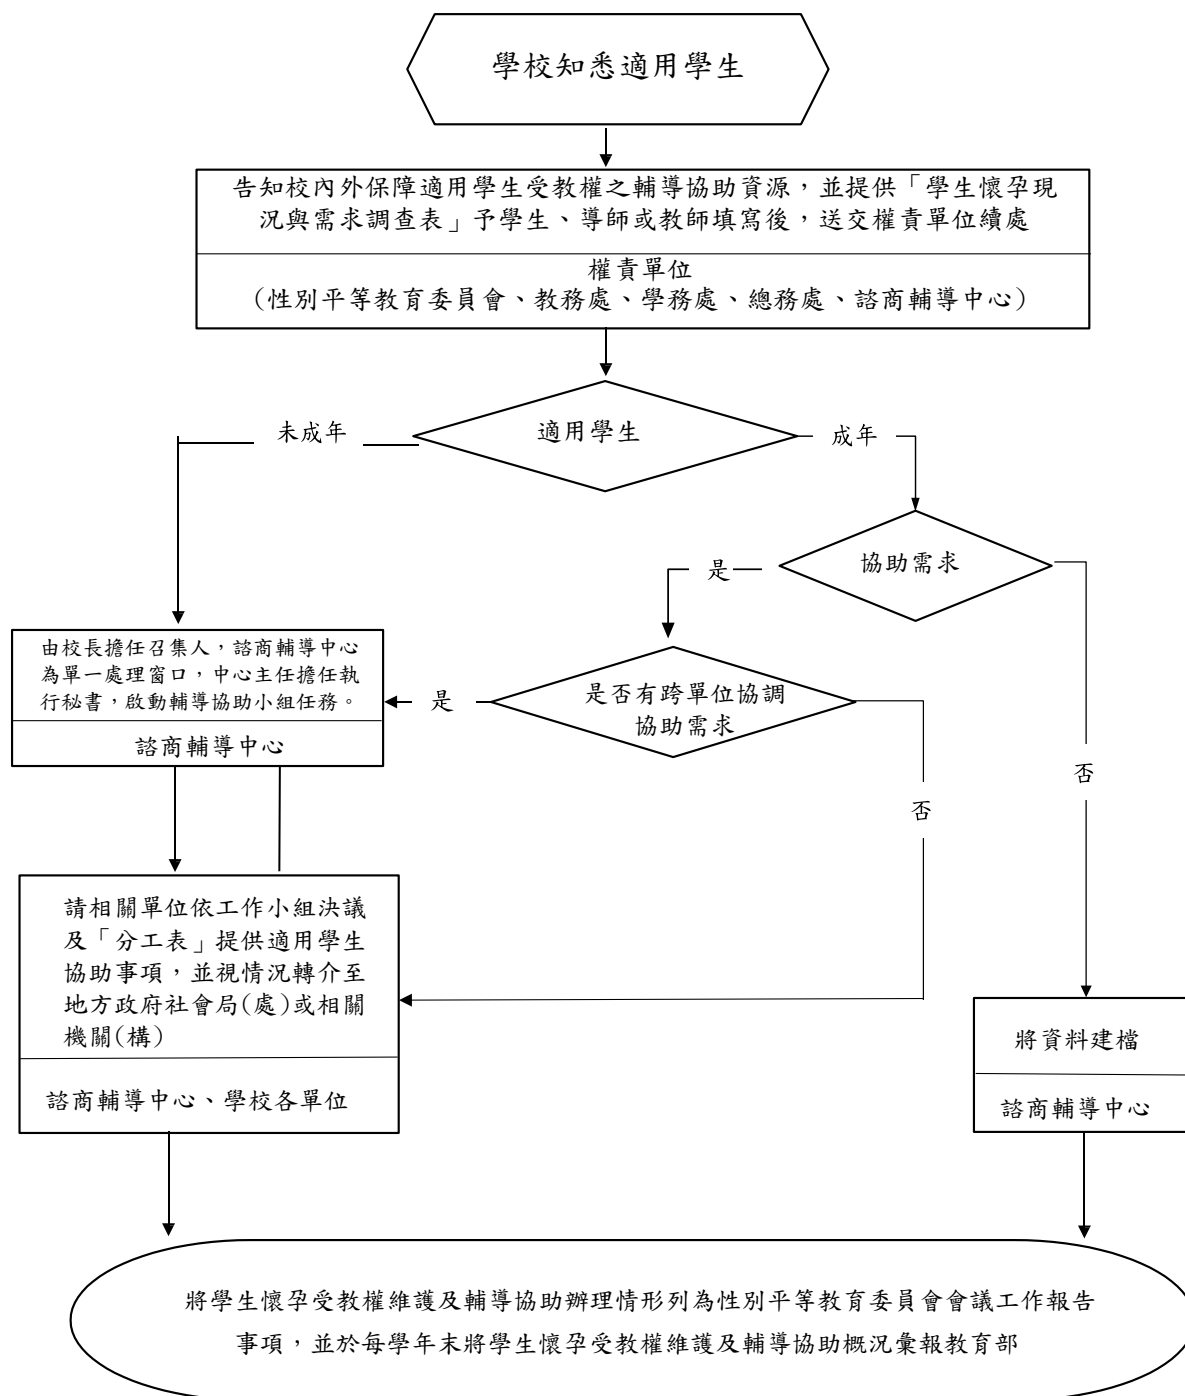 學校知悉適用學生
告知校內外保障適用學生受教權之輔導協助資源，並提供「學生懷孕現
況與需求調查表」予學生、導師或教師填寫後，送交權責單位續處
權責單位
(性別平等教育委員會、教務處、學務處、總務處、諮商輔導中心)
未成年
適用學生
成年
協助需求
是
由校長擔任召集人，諮商輔導中心
為單一處理窗口，中心主任擔任執
行秘書，啟動輔導協助小組任務。
諮商輔導中心
是
是否有跨單位協調
協助需求
否
否
請相關單位依工作小組決議
及「分工表」提供適用學生
協助事項，並視情況轉介至
地方政府社會局(處)或相關
機關(構)
諮商輔導中心、學校各單位
將資料建檔
諮商輔導中心
將學生懷孕受教權維護及輔導協助辦理情形列為性別平等教育委員會會議工作報告
事項，並於每學年末將學生懷孕受教權維護及輔導協助概況彙報教育部